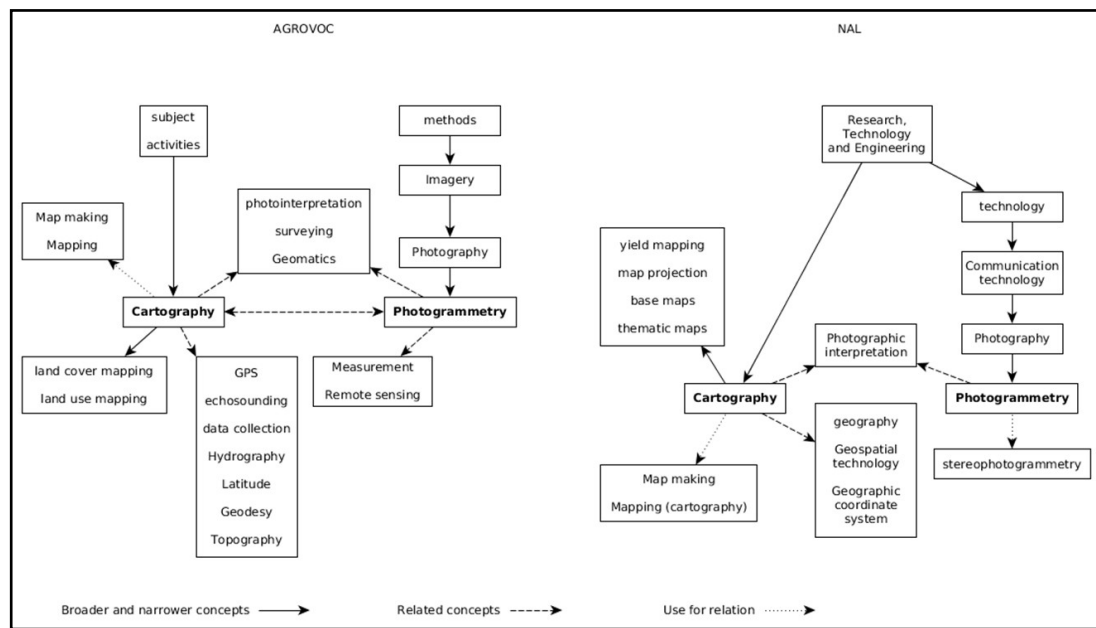 AGROVOC
subject
activities
methods
Imagery
Map making
Mapping
photointerpretation
surveying
Geomatics
Photography
Cartography
Photogrammetry
land cover mapping
land use mapping
GPS
echosounding
data collection
Hydrography
Latitude
Geodesy
Topography
Measurement
Remote sensing
NAL
Research,
Technology
and Engineering
technology
yield mapping
map projection
base maps
thematic maps
Communication
technology
Photographic
interpretation
Photography
Cartography
Photogrammetry
Map making
Mapping (cartography)
geography
Geospatial
technology
Geographic
coordinate
system
stereophotogrammetry
Broader and narrower concepts
Related concepts
Use for relation